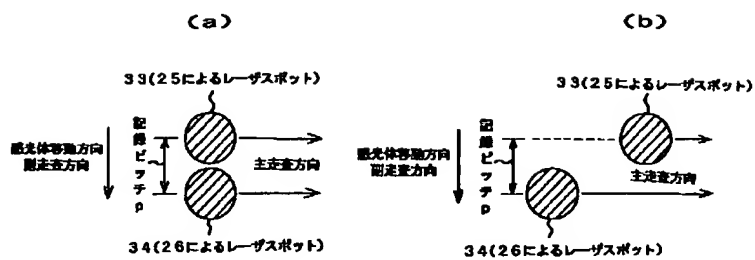 (a)
33(25によるレーザスポット)
感光体移動方向
副走査方向
記録ピッチp
主走査方向
34(26によるレーザスポット)
(b)
33(25によるレーザスポット)
感光体移動方向
副走査方向
記録ピッチp
主走査方向
34(26によるレーザスポット)